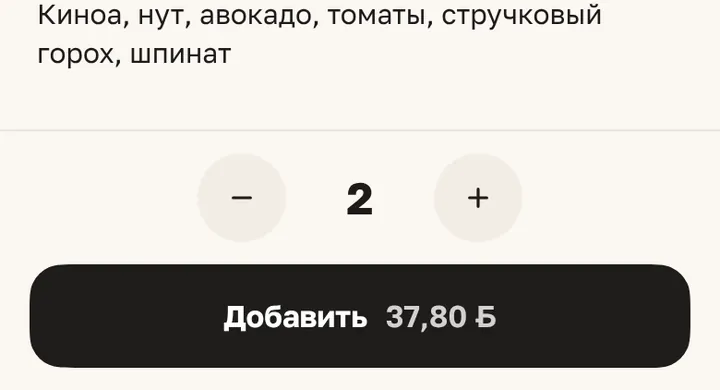 Киноа, нут, авокадо, томаты, стручковый
горох, шпинат
− 2 +
Добавить 37,80 Б